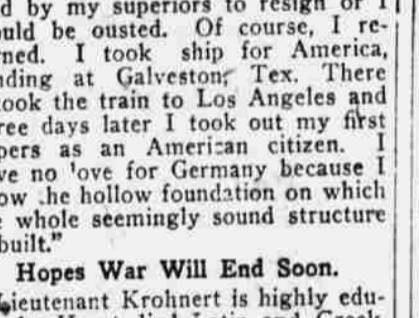 d by my superiors to resign or I
uld be ousted. Of course, I re-
ned. I took ship for America,
nding at Galveston, Tex. There
ook the train to Los Angeles and
ree days later I took out my first
pers as an American citizen. I
ve no 'ove for Germany because I
ow .he hollow foundation on which
e whole seemingly sound structure
built."
Hopes War Will End Soon.
Lieutenant Krohnert is highly edu-